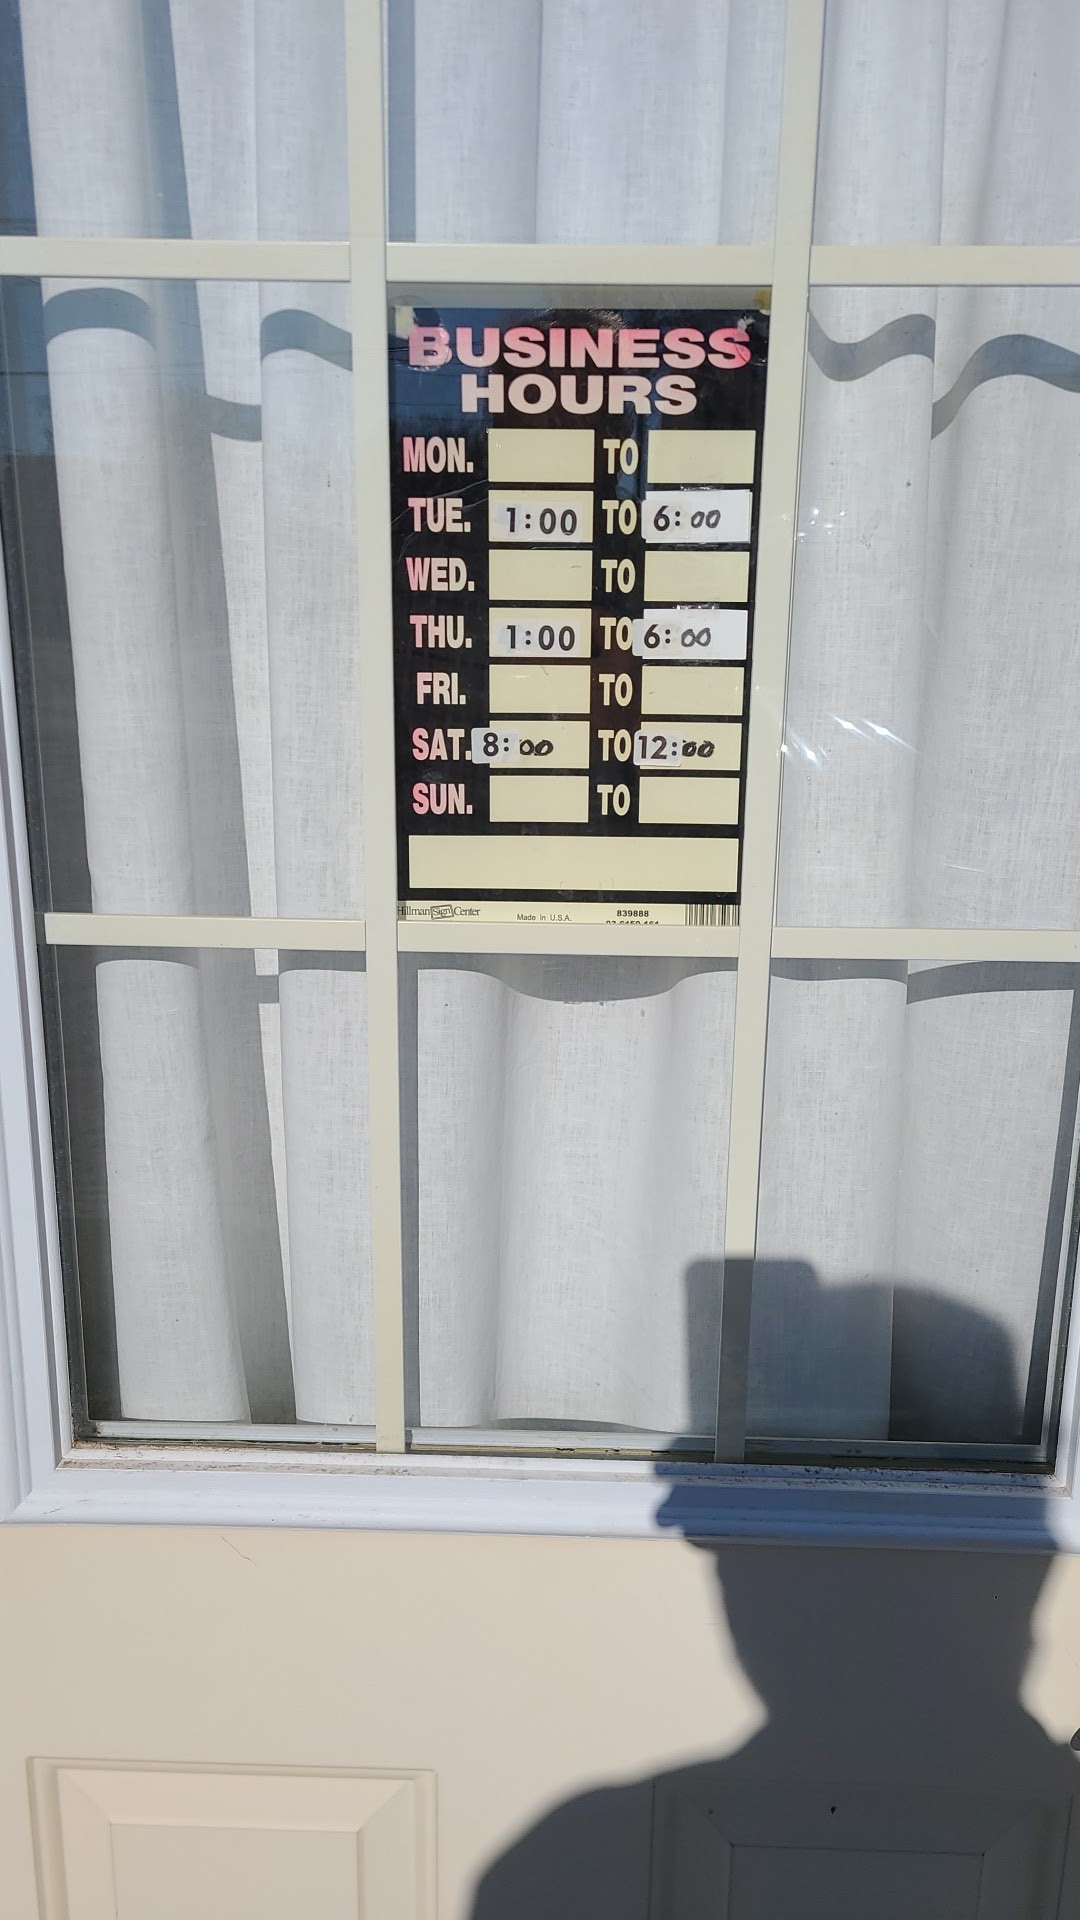 BUSINESS
HOURS
MON. TO
TUE. 1:00 TO 6:00
WED. TO
THU. 1:00 TO 6:00
FRI. TO
SAT. 8:00 TO 12:00
SUN. TO
Hillman Sign Center Made in U.S.A. 839888